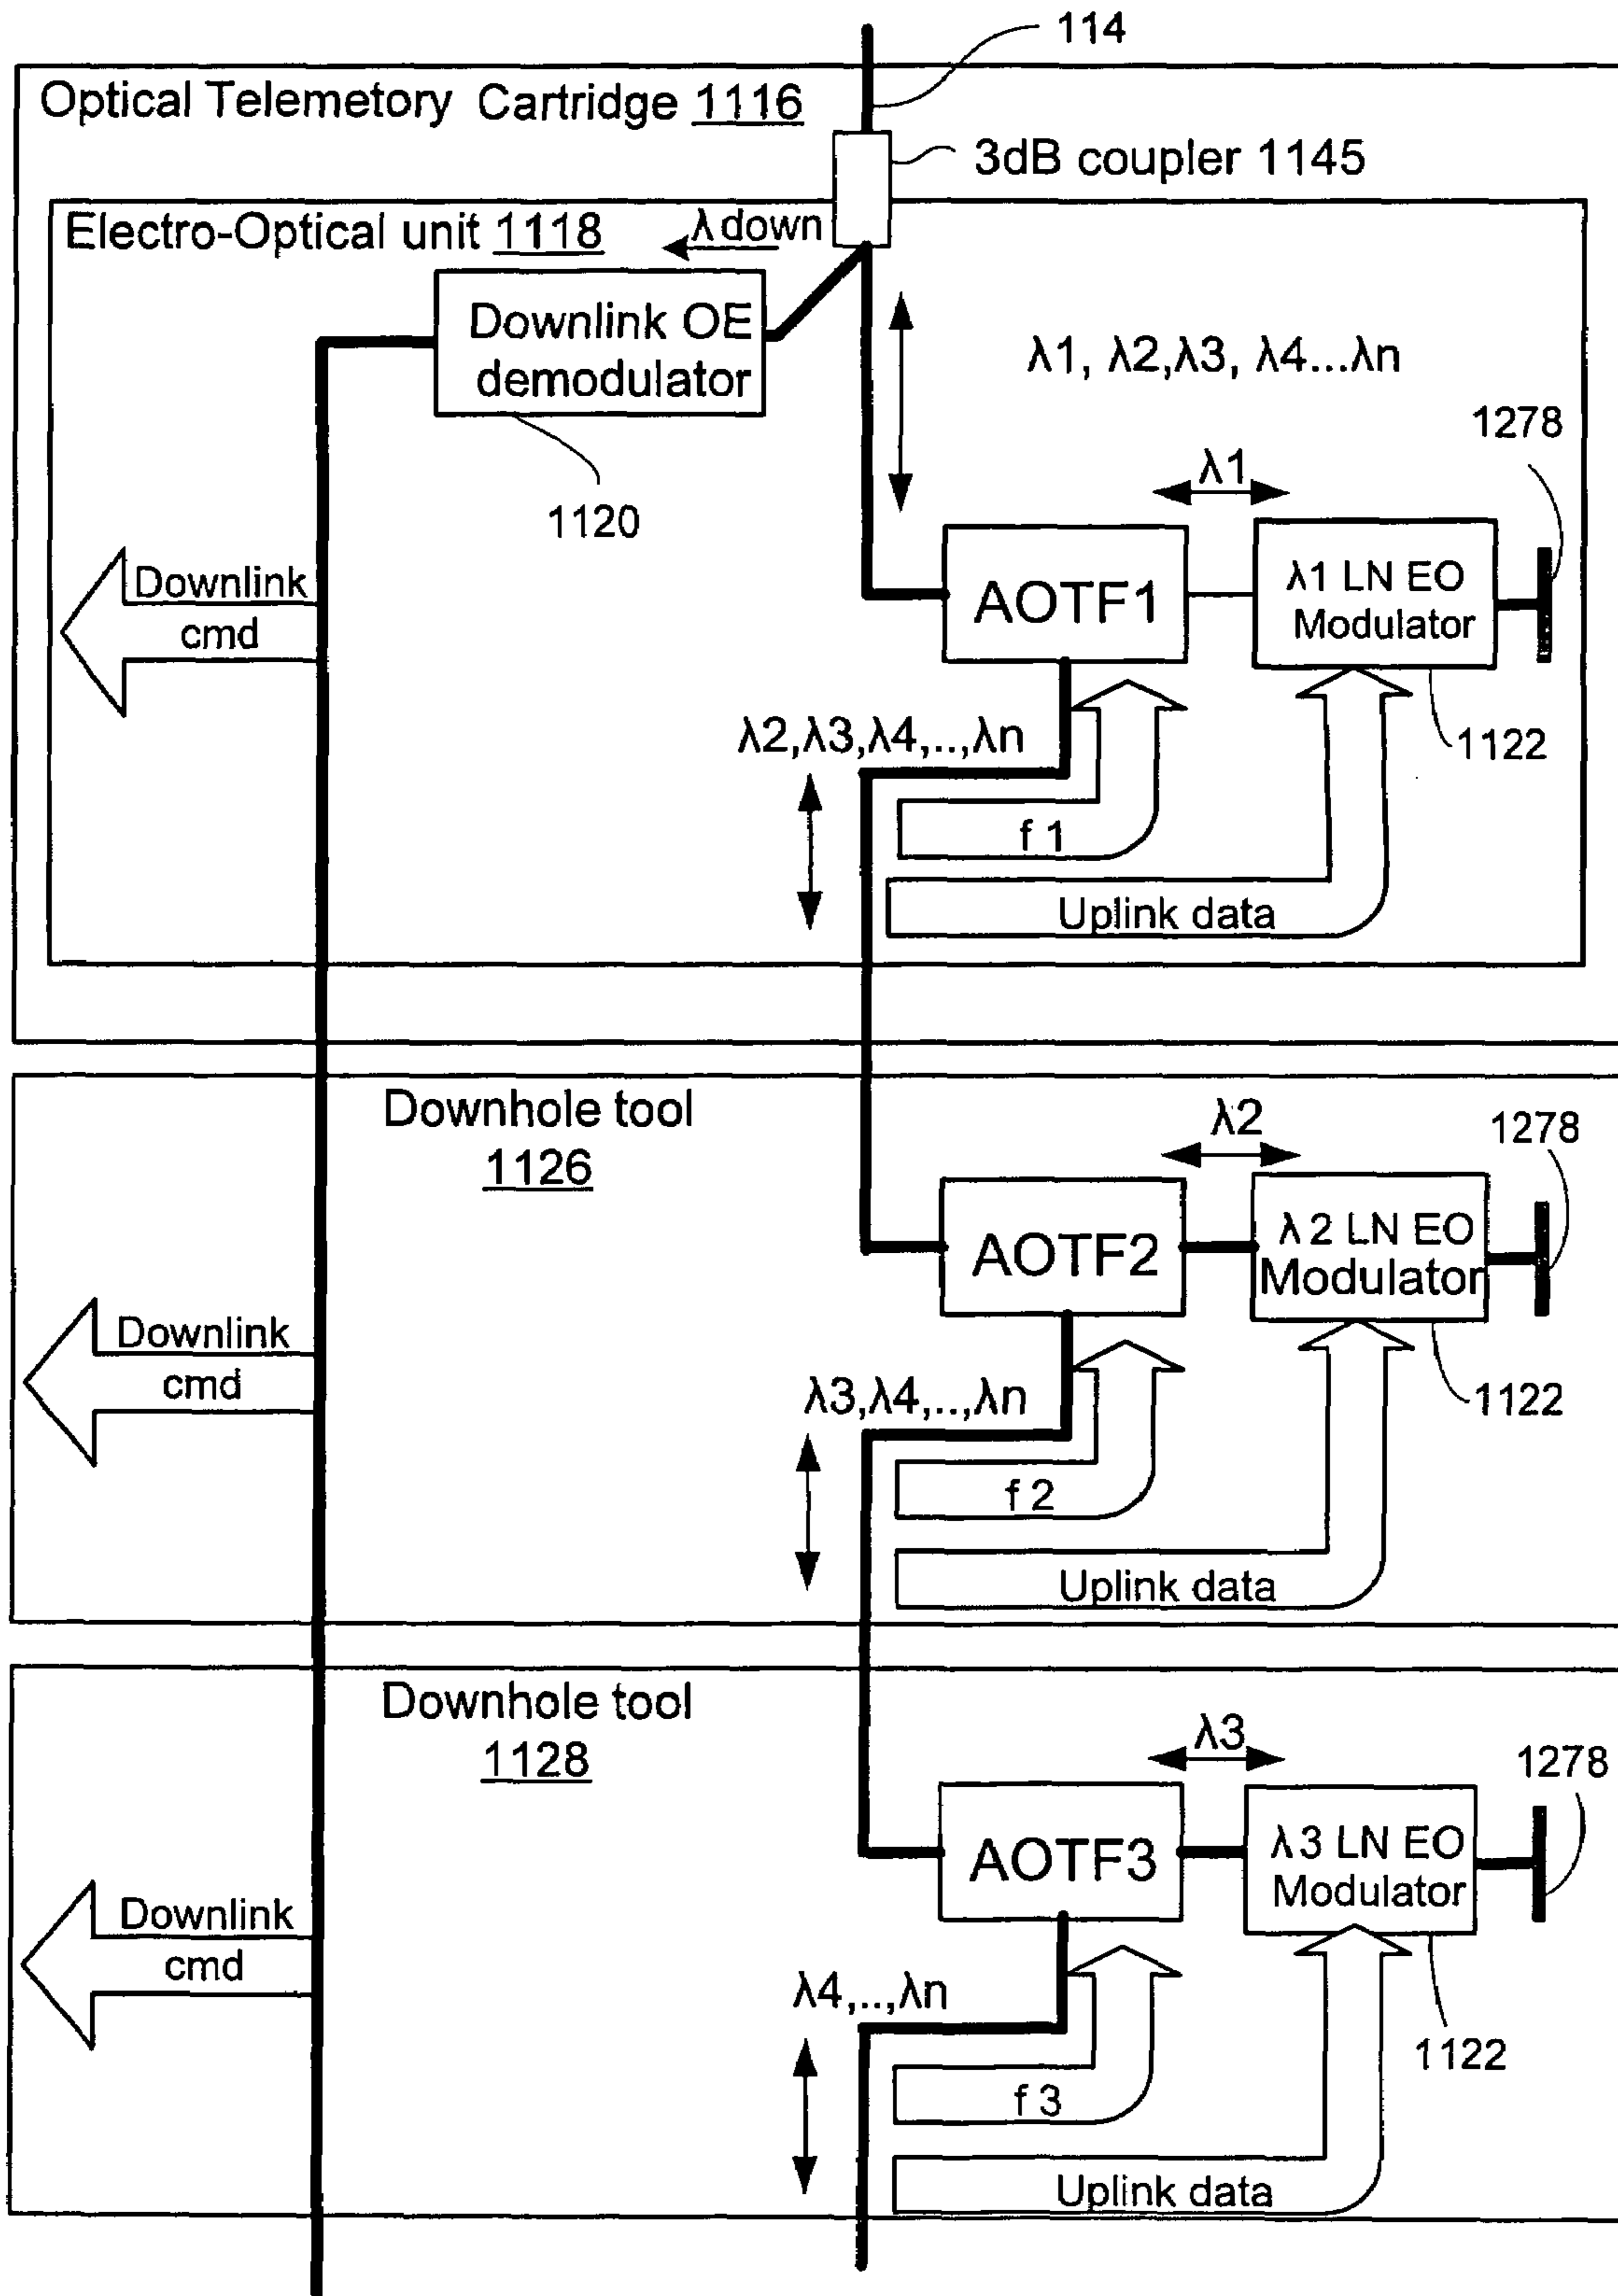 114
Optical Telemetory Cartridge 1116
3dB coupler 1145
Electro-Optical unit 1118
λ down
Downlink OE
demodulator
λ1, λ2,λ3, λ4...λn
1278
1120
λ1
AOTF1
λ1 LN EO
Modulator
Downlink
cmd
λ2,λ3,λ4,..,λn
1122
f 1
Uplink data
Downhole tool
1126
λ2
1278
AOTF2
λ2 LN EO
Modulator
Downlink
cmd
λ3,λ4,..,λn
1122
f 2
Uplink data
Downhole tool
1128
λ3
1278
AOTF3
λ3 LN EO
Modulator
Downlink
cmd
λ4,..,λn
1122
f 3
Uplink data